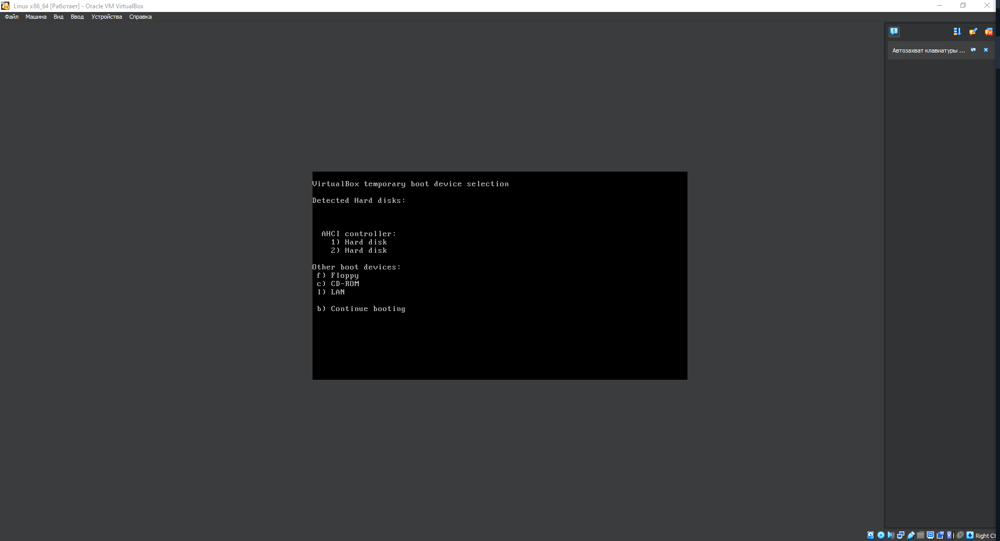 Linux x86_64 [Работает] - Oracle VM VirtualBox
Файл Машина Вид Ввод Устройства Справка
Автозахват клавиатуры ...
VirtualBox temporary boot device selection
Detected Hard disks:
AHCI controller:
1) Hard disk
2) Hard disk
Other boot devices:
f) Floppy
c) CD-ROM
l) LAN
b) Continue booting
Right Ct